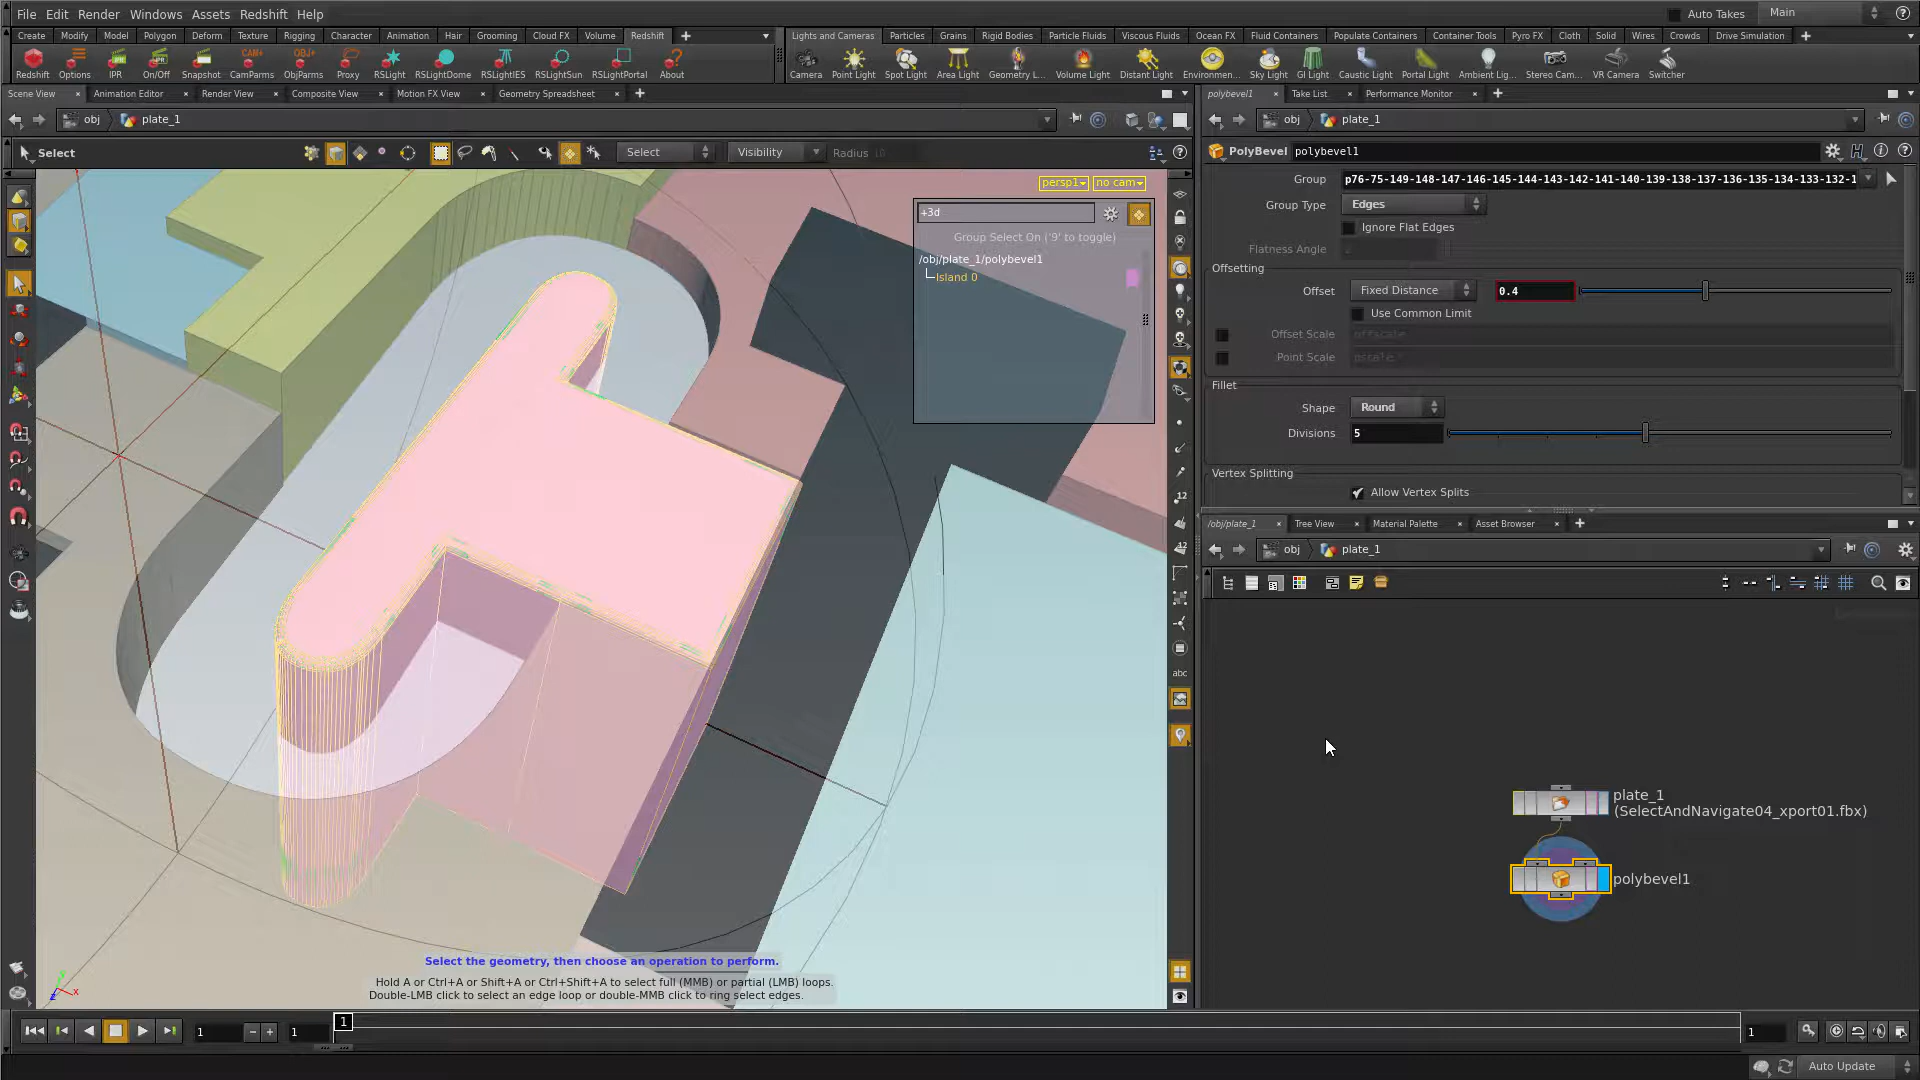 File Edit Render Windows Assets Redshift Help
Auto Takes Main
Create Modify Model Polygon Deform Texture Rigging Character Animation Hair Grooming Cloud FX Volume Redshift
Lights and Cameras Particles Grains Rigid Bodies Particle Fluids Viscous Fluids Ocean FX Fluid Containers Populate Containers Container Tools Pyro FX Cloth Solid Wires Crowds Drive Simulation
CAM+ OBJ+
Redshift Options IPR On/Off Snapshot CamParms ObjParms Proxy RSLight RSLightDome RSLightIES RSLightSun RSLightPortal About
Camera Point Light Spot Light Area Light Geometry L... Volume Light Distant Light Environmen... Sky Light GI Light Caustic Light Portal Light Ambient Lig... Stereo Cam... VR Camera Switcher
Scene View Animation Editor Render View Composite View Motion FX View Geometry Spreadsheet
polybevel1 Take List Performance Monitor
obj plate_1
obj plate_1
Select Select Visibility Radius
PolyBevel polybevel1
persp1 no cam
+3d
Group Select On ('9' to toggle)
/obj/plate_1/polybevel1
Island 0
Group p76-75-149-148-147-146-145-144-143-142-141-140-139-138-137-136-135-134-133-132-1
Group Type Edges
Ignore Flat Edges
Flatness Angle
Offsetting
Offset Fixed Distance 0.4
Use Common Limit
Offset Scale offscale
Point Scale pscale
Fillet
Shape Round
Divisions 5
Vertex Splitting
Allow Vertex Splits
12
12
abc
/obj/plate_1 Tree View Material Palette Asset Browser
obj plate_1
plate_1
(SelectAndNavigate04_xport01.fbx)
polybevel1
Select the geometry, then choose an operation to perform.
Hold A or Ctrl+A or Shift+A or Ctrl+Shift+A to select full (MMB) or partial (LMB) loops.
Double-LMB click to select an edge loop or double-MMB click to ring select edges.
y
z x
1 1 1 1
Auto Update